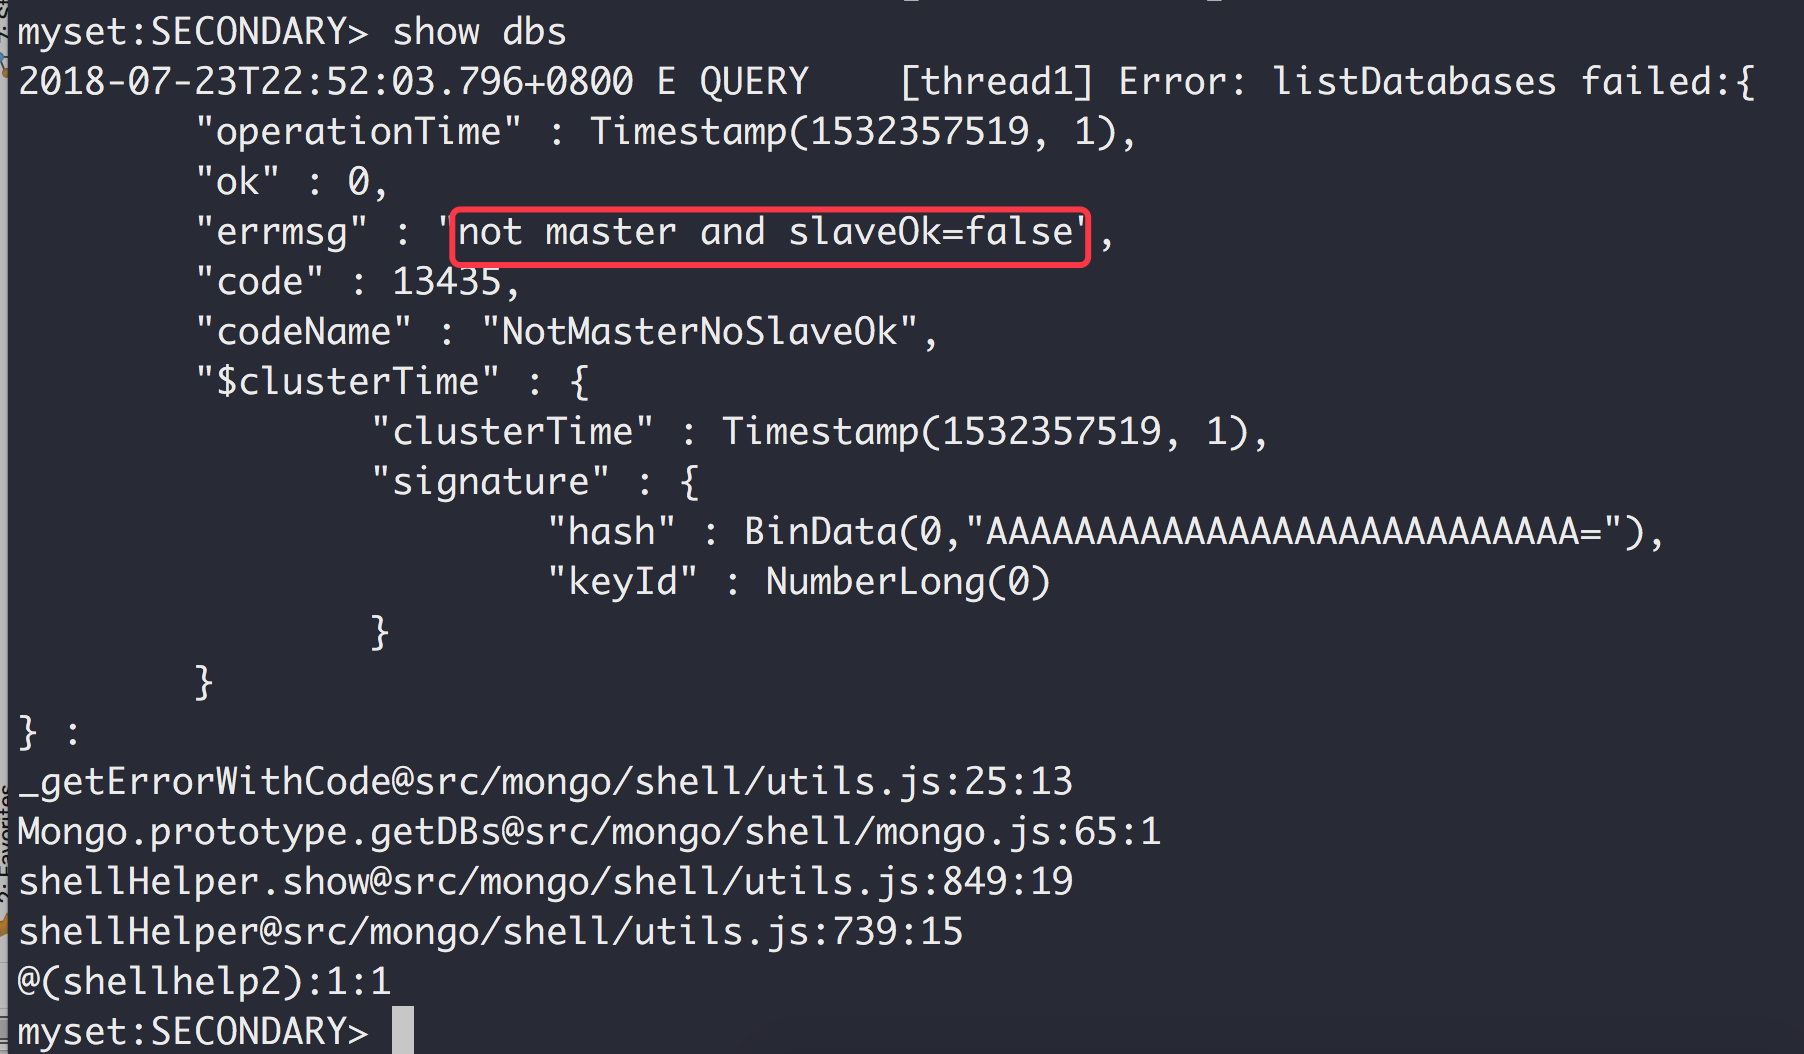 myset:SECONDARY> show dbs
2018-07-23T22:52:03.796+0800 E QUERY    [thread1] Error: listDatabases failed:{
        "operationTime" : Timestamp(1532357519, 1),
        "ok" : 0,
        "errmsg" : "not master and slaveOk=false",
        "code" : 13435,
        "codeName" : "NotMasterNoSlaveOk",
        "$clusterTime" : {
                "clusterTime" : Timestamp(1532357519, 1),
                "signature" : {
                        "hash" : BinData(0,"AAAAAAAAAAAAAAAAAAAAAAAAAAA="),
                        "keyId" : NumberLong(0)
                }
        }
} :
_getErrorWithCode@src/mongo/shell/utils.js:25:13
Mongo.prototype.getDBs@src/mongo/shell/mongo.js:65:1
shellHelper.show@src/mongo/shell/utils.js:849:19
shellHelper@src/mongo/shell/utils.js:739:15
@(shellhelp2):1:1
myset:SECONDARY>
2: Favorites